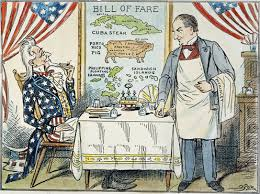 BILL OF FARE
CUBA STEAK
PORTO
RICO
PIG
PHILIPPINE
FLOATING
ISLANDS
SANDWICH
ISLANDS